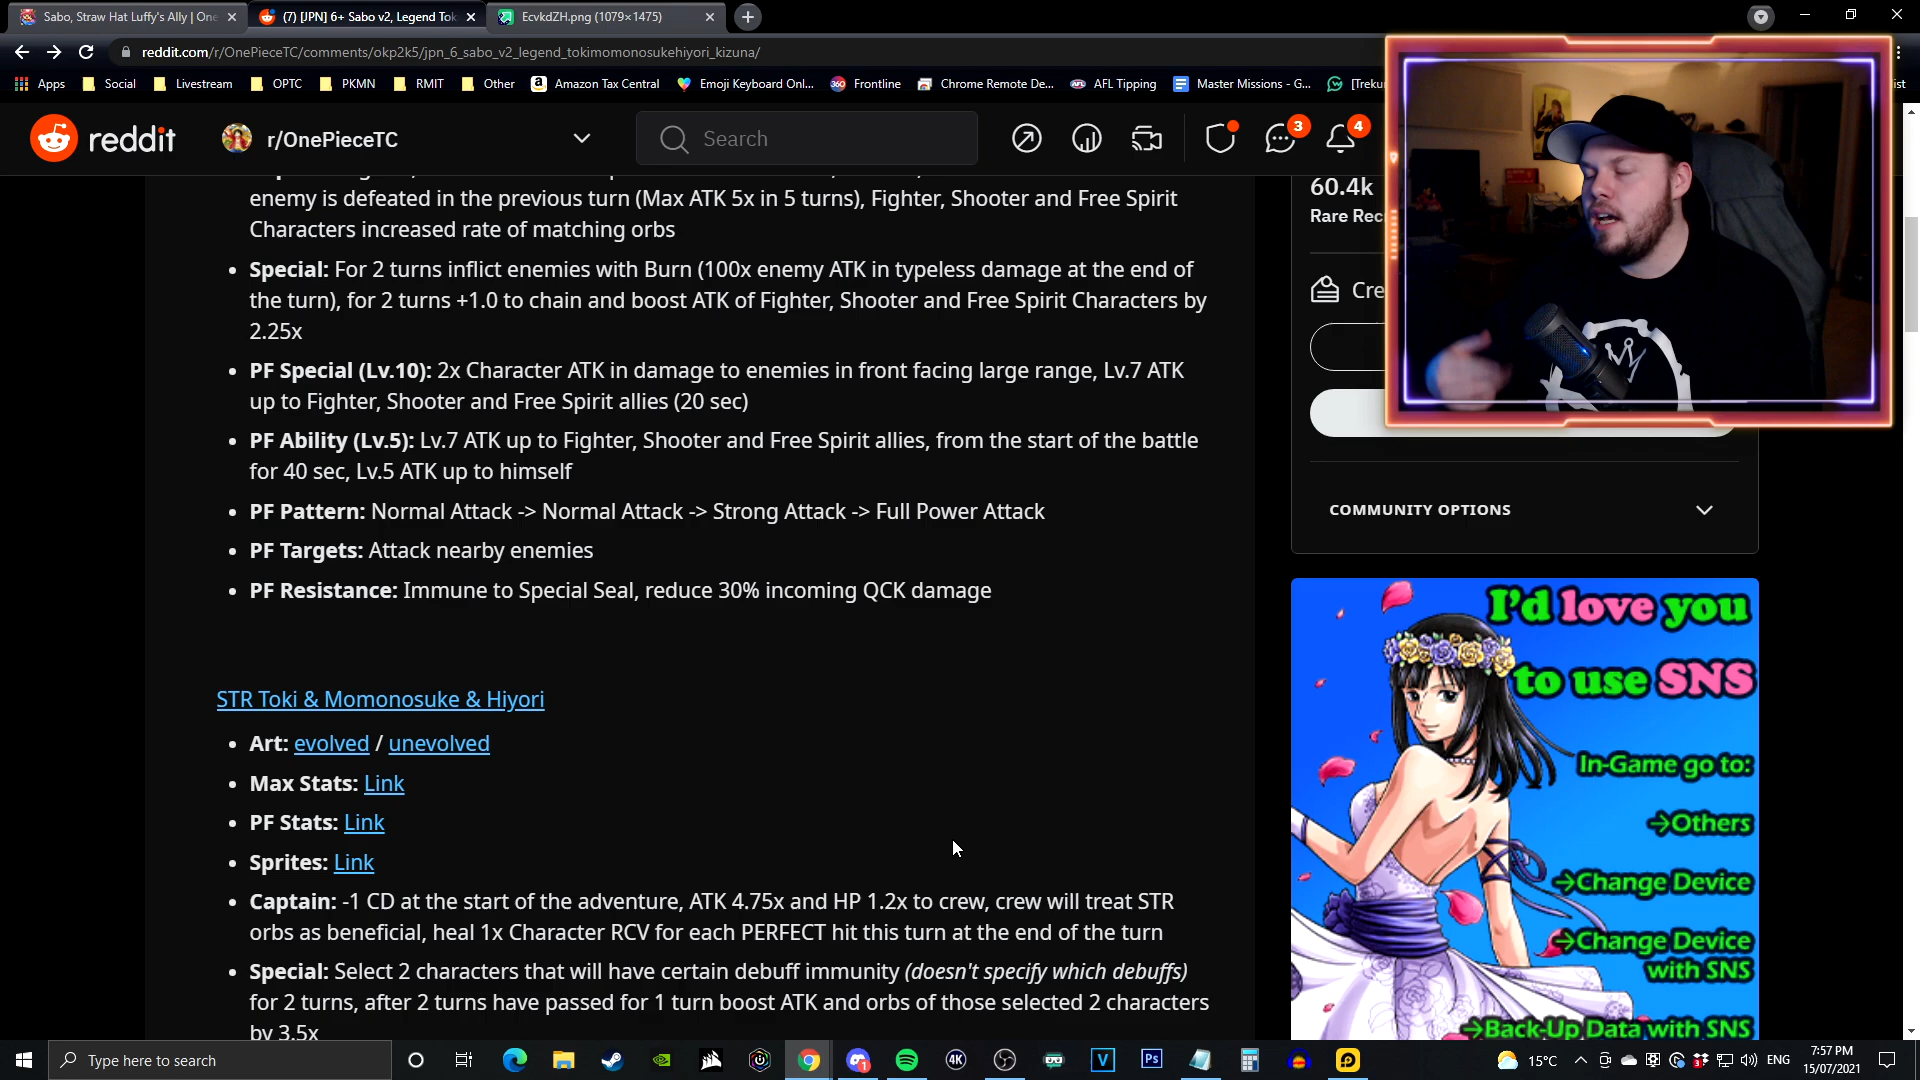 Sabo, Straw Hat Luffy's Ally | One
(7) [JPN] 6+ Sabo v2, Legend Tok
EcvkdZH.png (1079×1475)
reddit.com/r/OnePieceTC/comments/okp2k5/jpn_6_sabo_v2_legend_tokimomonosukehiyori_kizuna/
Apps
Social
Livestream
OPTC
PKMN
RMIT
Other
Amazon Tax Central
Emoji Keyboard Onl...
Frontline
Chrome Remote De...
AFL Tipping
Master Missions - G...
[Treku
ist
reddit
r/OnePieceTC
Search
3
4
enemy is defeated in the previous turn (Max ATK 5x in 5 turns), Fighter, Shooter and Free Spirit
Characters increased rate of matching orbs
Special: For 2 turns inflict enemies with Burn (100x enemy ATK in typeless damage at the end of
the turn), for 2 turns +1.0 to chain and boost ATK of Fighter, Shooter and Free Spirit Characters by
2.25x
PF Special (Lv.10): 2x Character ATK in damage to enemies in front facing large range, Lv.7 ATK
up to Fighter, Shooter and Free Spirit allies (20 sec)
PF Ability (Lv.5): Lv.7 ATK up to Fighter, Shooter and Free Spirit allies, from the start of the battle
for 40 sec, Lv.5 ATK up to himself
PF Pattern: Normal Attack -> Normal Attack -> Strong Attack -> Full Power Attack
PF Targets: Attack nearby enemies
PF Resistance: Immune to Special Seal, reduce 30% incoming QCK damage
STR Toki & Momonosuke & Hiyori
Art: evolved / unevolved
Max Stats: Link
PF Stats: Link
Sprites: Link
Captain: -1 CD at the start of the adventure, ATK 4.75x and HP 1.2x to crew, crew will treat STR
orbs as beneficial, heal 1x Character RCV for each PERFECT hit this turn at the end of the turn
Special: Select 2 characters that will have certain debuff immunity (doesn't specify which debuffs)
for 2 turns, after 2 turns have passed for 1 turn boost ATK and orbs of those selected 2 characters
by 3.5x
60.4k
Rare Rec
Cre
COMMUNITY OPTIONS
I'd love you
to use SNS
In-Game go to:
→Others
→Change Device
→Change Device
with SNS
→Back-Up Data with SNS
Type here to search
15°C
ENG
7:57 PM
15/07/2021